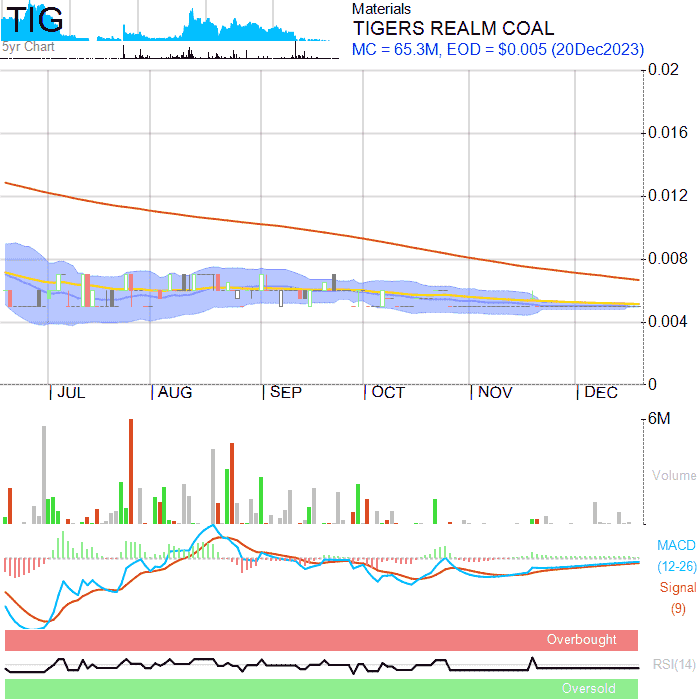 TIG
5yr Chart
Materials
TIGERS REALM COAL
MC = 65.3M, EOD = $0.005 (20Dec2023)
0.02
0.016
0.012
0.008
0.004
0
JUL AUG SEP OCT NOV DEC
6M
Volume
MACD
(12-26)
Signal
(9)
Overbought
RSI(14)
Oversold